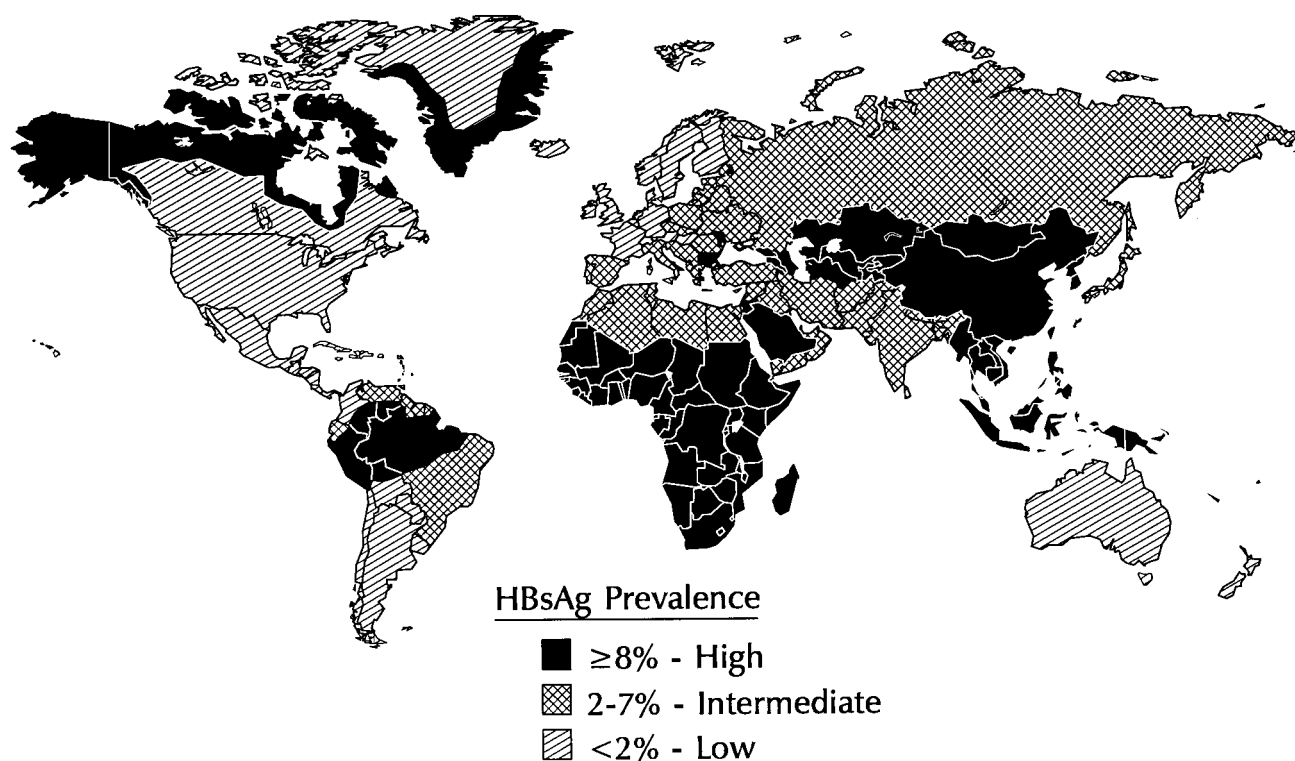 HBsAg Prevalence
≥8% - High
2-7% - Intermediate
<2% - Low